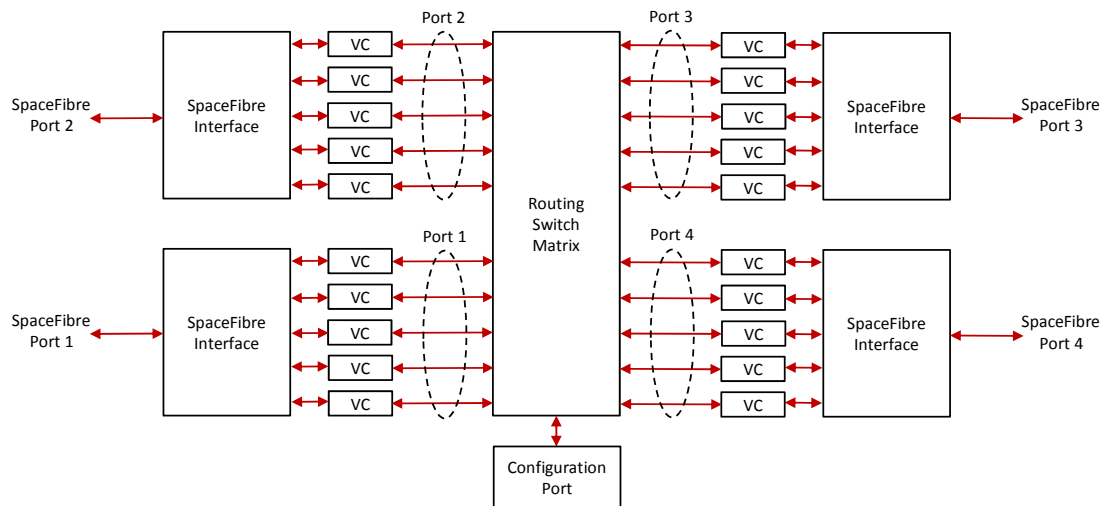 Port 2
Port 3
VC
VC
VC
VC
VC
SpaceFibre
Port 2
SpaceFibre
Interface
VC
VC
VC
VC
VC
SpaceFibre
Interface
SpaceFibre
Port 3
Routing
Switch
Matrix
Port 1
Port 4
VC
VC
VC
VC
VC
SpaceFibre
Port 1
SpaceFibre
Interface
VC
VC
VC
VC
VC
SpaceFibre
Interface
SpaceFibre
Port 4
Configuration
Port